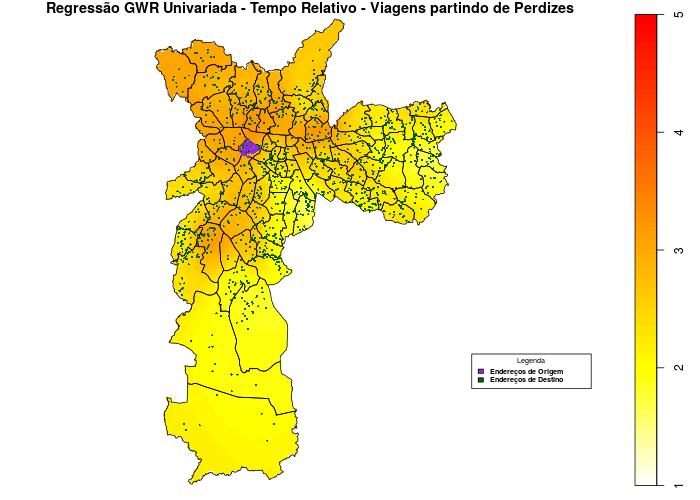 Regressão GWR Univariada - Tempo Relativo - Viagens partindo de Perdizes
5
4
3
2
1
Legenda
Endereços de Origem
Endereços de Destino